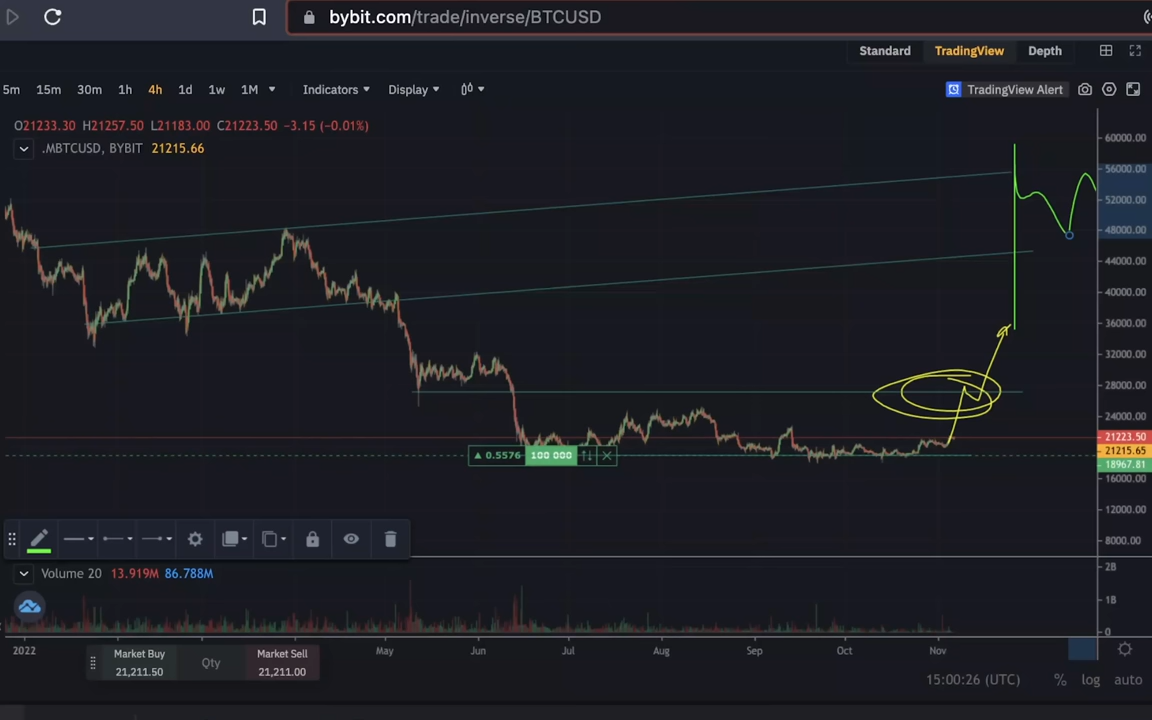 bybit.com/trade/inverse/BTCUSD
Standard TradingView Depth
5m 15m 30m 1h 4h 1d 1w 1M Indicators Display TradingView Alert
O21233.30 H21257.50 L21183.00 C21223.50 −3.15 (−0.01%)
.MBTCUSD, BYBIT 21215.66
60000.00
56000.00
52000.00
48000.00
44000.00
40000.00
36000.00
32000.00
28000.00
24000.00
21223.50
21215.65
0.5576 100 000
18967.81
16000.00
12000.00
8000.00
Volume 20 13.919M 86.788M
2B
1B
0
2022 May Jun Jul Aug Sep Oct Nov
Market Buy Qty Market Sell
21,211.50 21,211.00
15:00:26 (UTC) % log auto